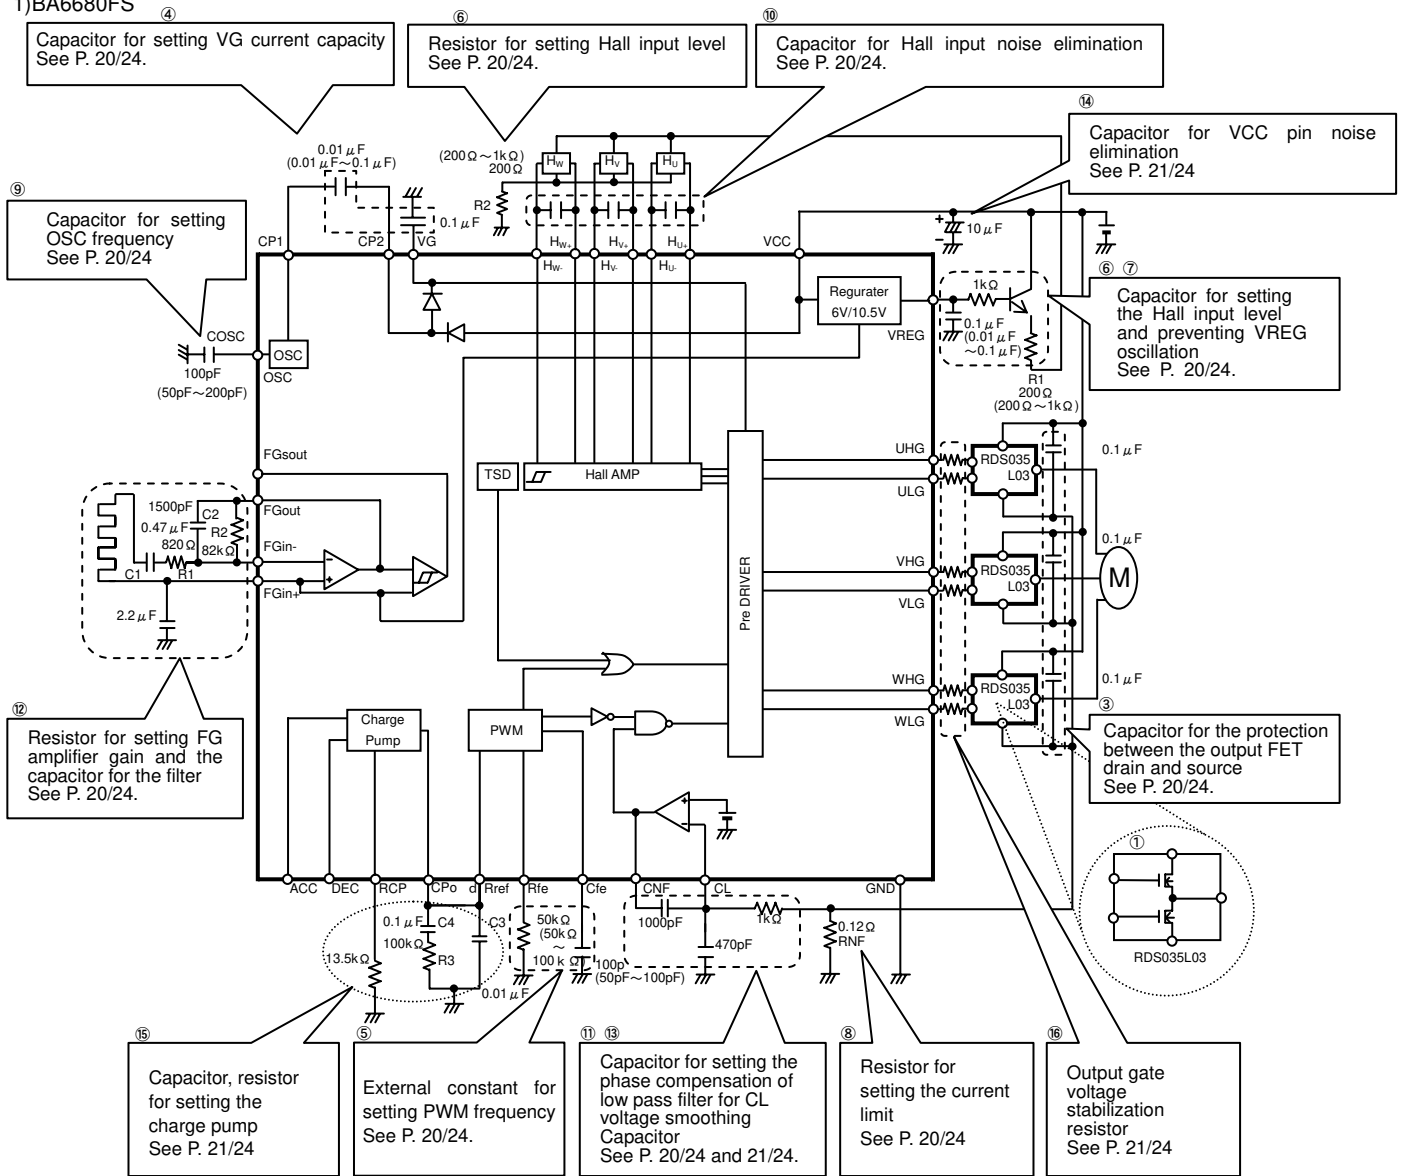 1)BA6680FS
④
Capacitor for setting VG current capacity
See P. 20/24.
⑥
Resistor for setting Hall input level
See P. 20/24.
⑩
Capacitor for Hall input noise elimination
See P. 20/24.
⑭
Capacitor for VCC pin noise
elimination
See P. 21/24
⑨
Capacitor for setting
OSC frequency
See P. 20/24
0.01μF
(0.01μF～0.1μF)
0.1μF
CP1
CP2
VG
(200Ω～1kΩ)
200Ω
R2
HW
HV
HU
HW+
HV+
HU+
HW-
HV-
HU-
VCC
+
-
10μF
Regurater
6V/10.5V
VREG
1kΩ
0.1μF
(0.01μF
～0.1μF)
R1
200Ω
(200Ω～1kΩ)
⑥ ⑦
Capacitor for setting
the Hall input level
and preventing VREG
oscillation
See P. 20/24.
COSC
100pF
(50pF～200pF)
OSC
OSC
FGsout
FGout
FGin-
FGin+
1500pF
C2
0.47μF
R2
820Ω
82kΩ
C1
R1
2.2μF
-
+
TSD
Hall AMP
Pre DRIVER
UHG
ULG
VHG
VLG
WHG
WLG
RDS035
L03
0.1μF
RDS035
L03
0.1μF
M
RDS035
L03
0.1μF
⑫
Resistor for setting FG
amplifier gain and the
capacitor for the filter
See P. 20/24.
Charge
Pump
PWM
+
-
③
Capacitor for the protection
between the output FET
drain and source
See P. 20/24.
①
RDS035L03
ACC
DEC
RCP
CPo
d
Rref
Rfe
Cfe
CNF
CL
GND
0.1μF
C4
C3
100kΩ
R3
13.5kΩ
0.01μF
50kΩ
(50kΩ
～
100kΩ)
100p
(50pF～100pF)
1000pF
1kΩ
470pF
0.12Ω
RNF
⑮
Capacitor, resistor
for setting the
charge pump
See P. 21/24
⑤
External constant for
setting PWM frequency
See P. 20/24.
⑪ ⑬
Capacitor for setting the
phase compensation of
low pass filter for CL
voltage smoothing
Capacitor
See P. 20/24 and 21/24.
⑧
Resistor for
setting the current
limit
See P. 20/24
⑯
Output gate
voltage
stabilization
resistor
See P. 21/24